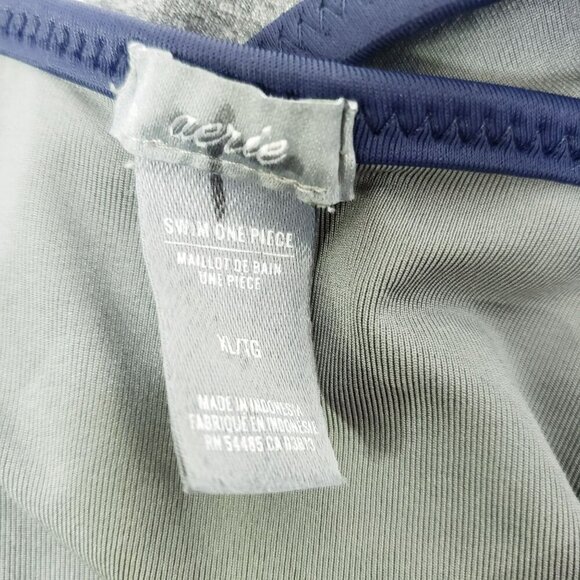 aerie
SWIM ONE PIECE
MAILLOT DE BAIN
UNE PIECE
XL/TG
MADE IN INDONESIA
FABRIQUE EN INDONESIE
RN 54485 CA 03813